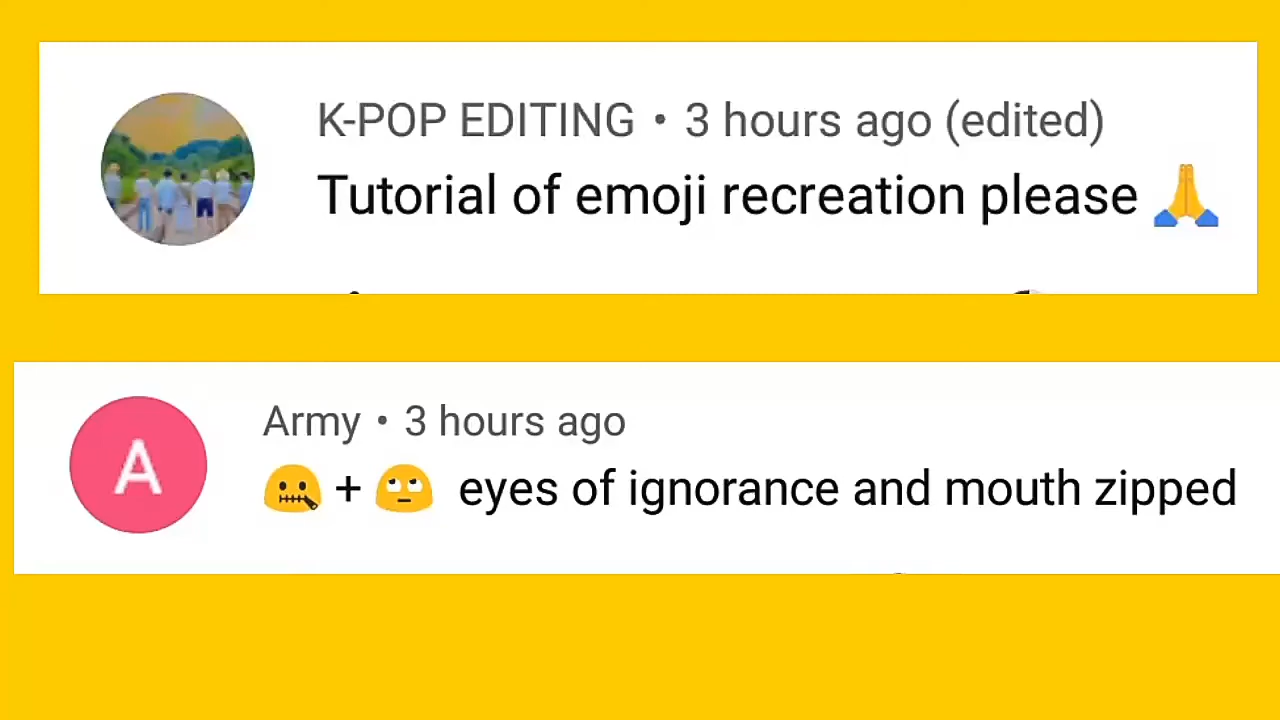 K-POP EDITING • 3 hours ago (edited)
Tutorial of emoji recreation please 🙏
A
Army • 3 hours ago
🤐 + 🙄 eyes of ignorance and mouth zipped